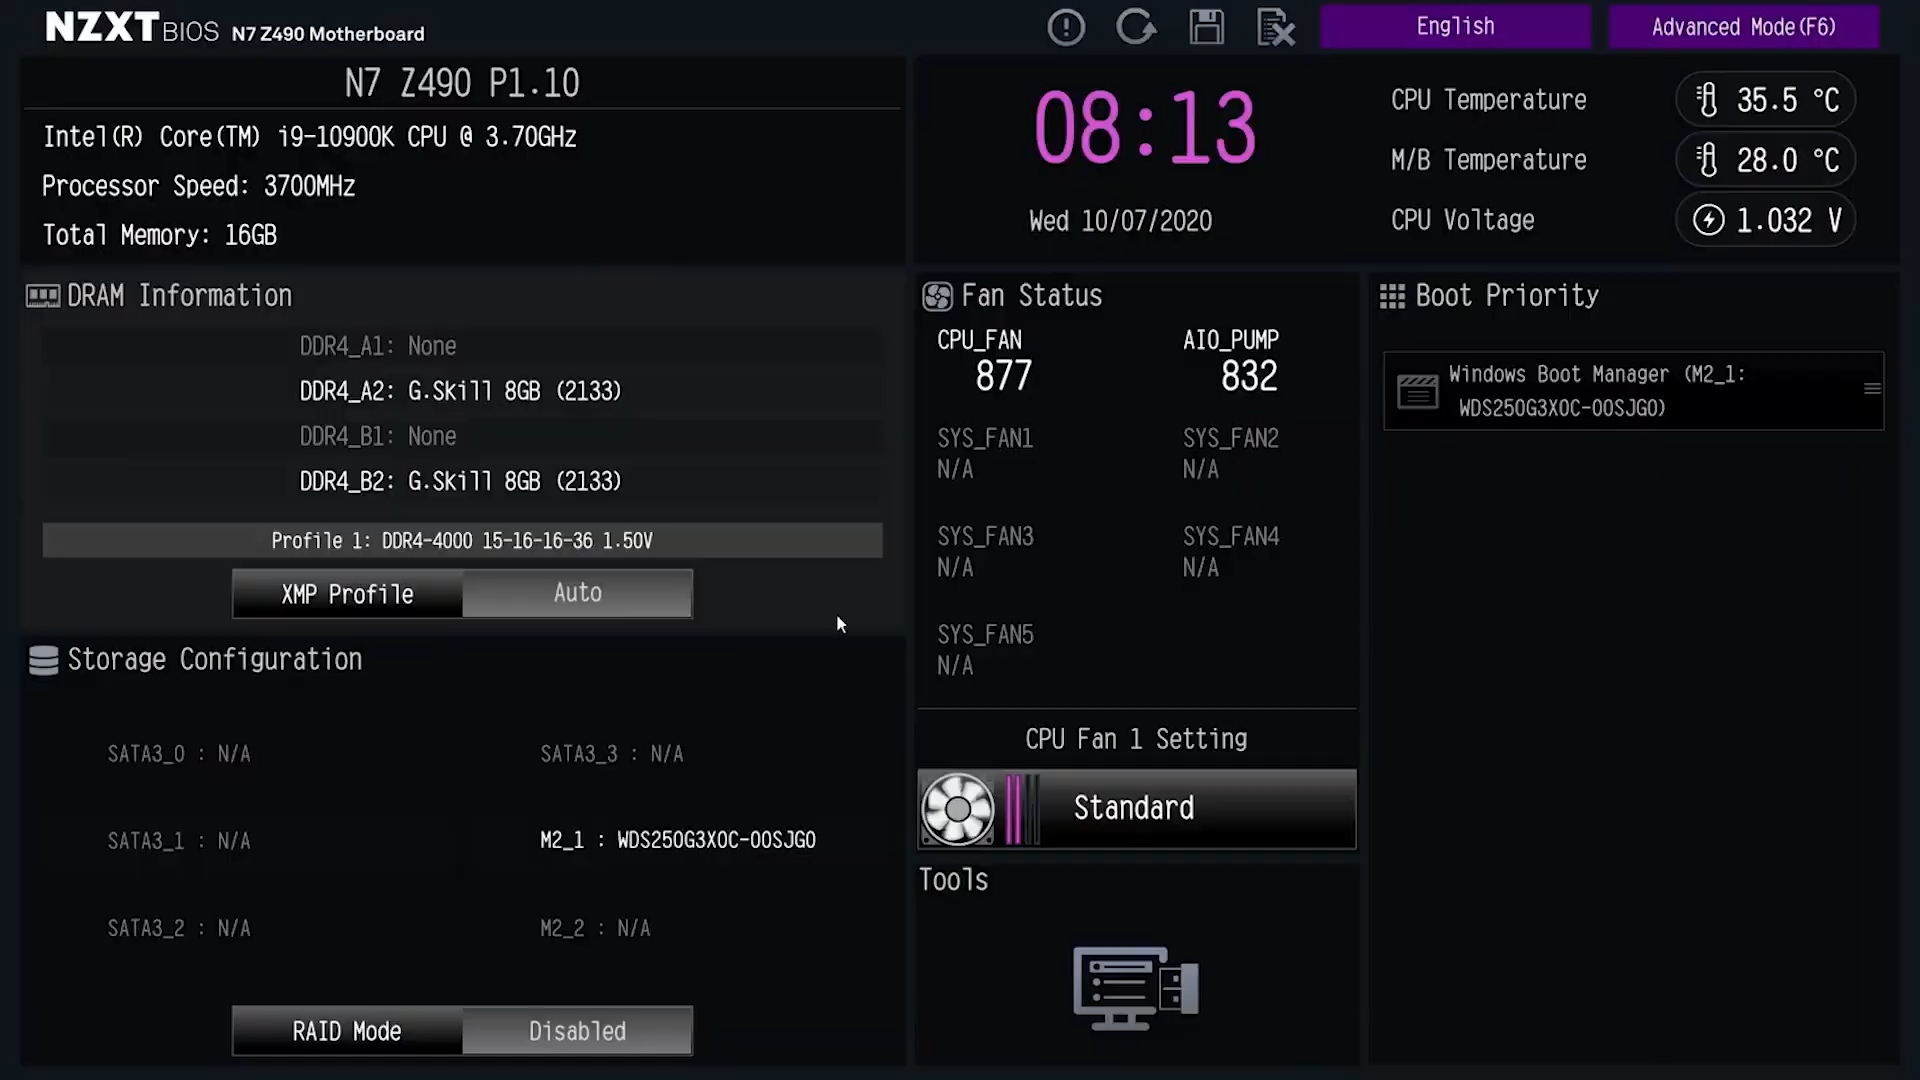 NZXT BIOS N7 Z490 Motherboard
English
Advanced Mode(F6)
N7 Z490 P1.10
Intel(R) Core(TM) i9-10900K CPU @ 3.70GHz
Processor Speed: 3700MHz
Total Memory: 16GB
08:13
Wed 10/07/2020
CPU Temperature 35.5 °C
M/B Temperature 28.0 °C
CPU Voltage 1.032 V
DRAM Information
DDR4_A1: None
DDR4_A2: G.Skill 8GB (2133)
DDR4_B1: None
DDR4_B2: G.Skill 8GB (2133)
Profile 1: DDR4-4000 15-16-16-36 1.50V
XMP Profile Auto
Storage Configuration
SATA3_0 : N/A
SATA3_3 : N/A
SATA3_1 : N/A
M2_1 : WDS250G3X0C-00SJG0
SATA3_2 : N/A
M2_2 : N/A
RAID Mode Disabled
Fan Status
CPU_FAN
877
AIO_PUMP
832
SYS_FAN1
N/A
SYS_FAN2
N/A
SYS_FAN3
N/A
SYS_FAN4
N/A
SYS_FAN5
N/A
CPU Fan 1 Setting
Standard
Tools
Boot Priority
Windows Boot Manager (M2_1:
WDS250G3X0C-00SJG0)